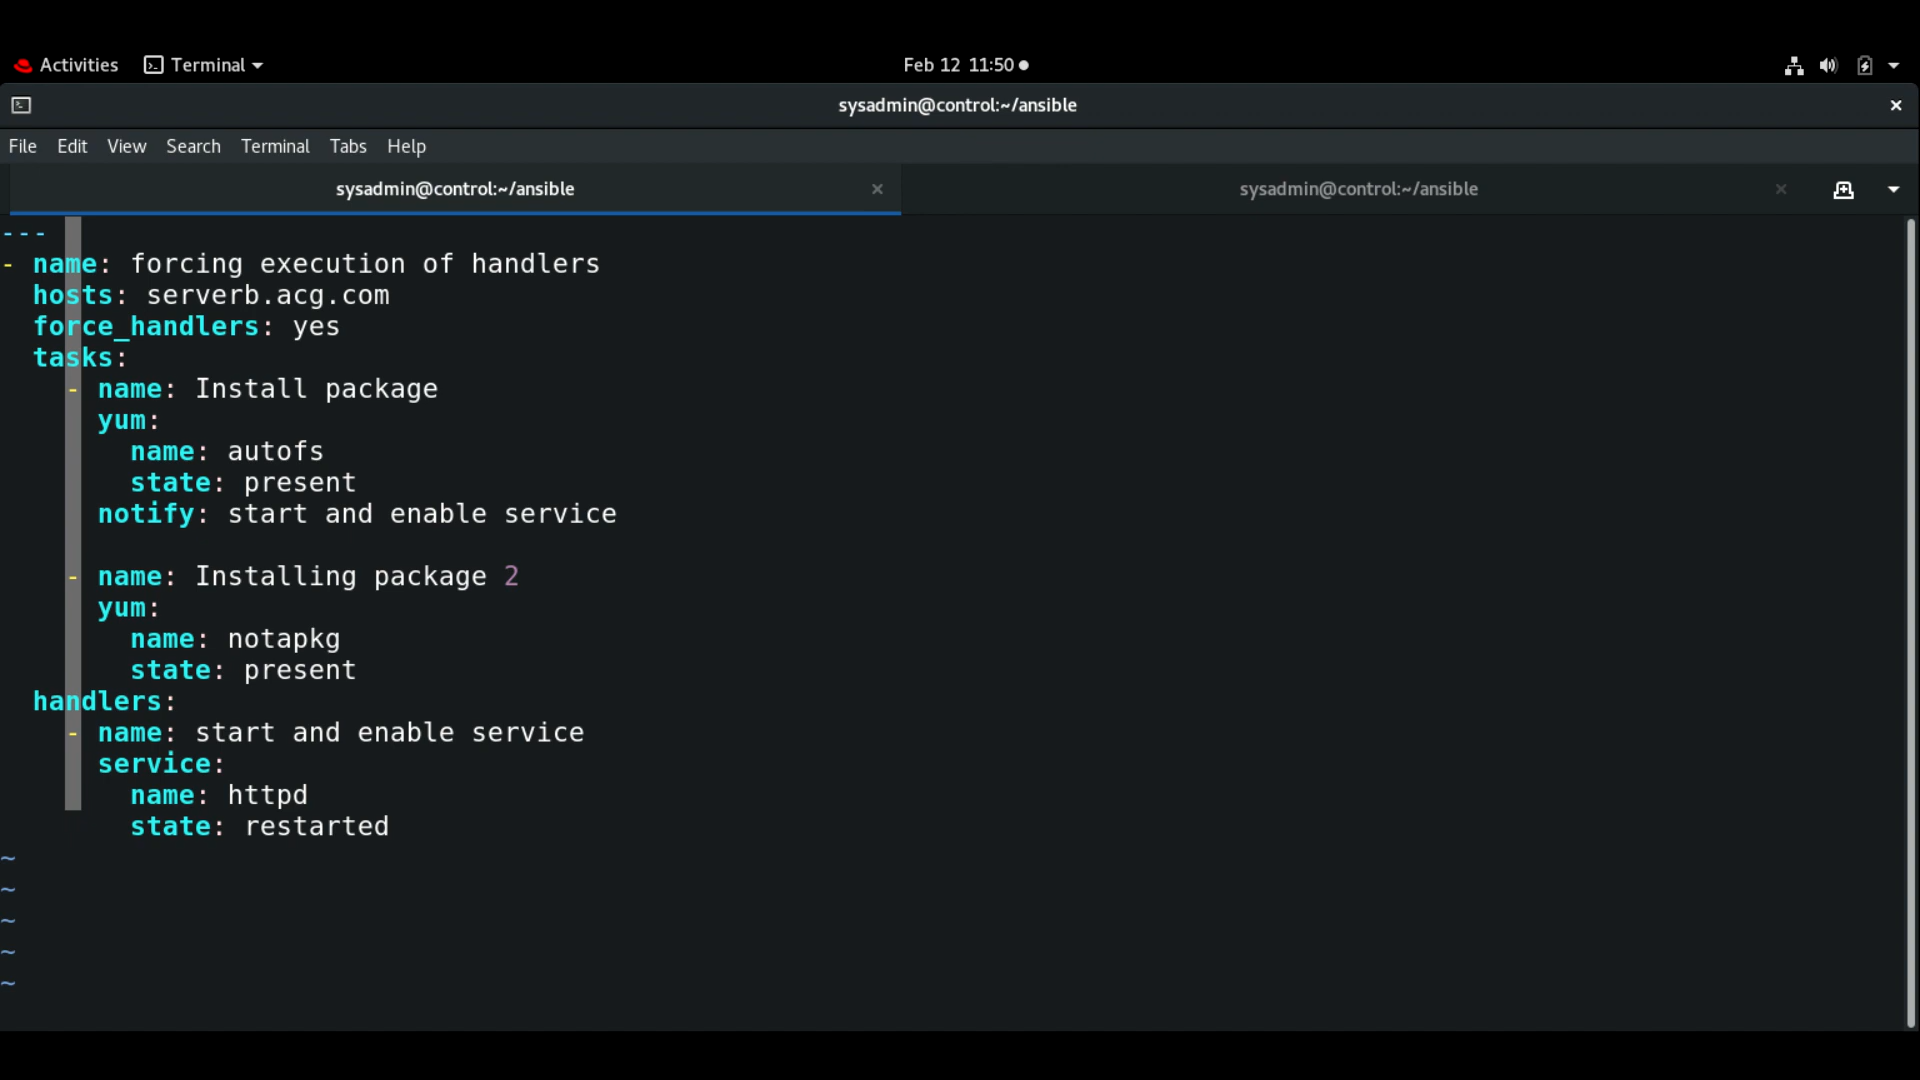 Activities Terminal Feb 12 11:50
sysadmin@control:~/ansible
File Edit View Search Terminal Tabs Help
sysadmin@control:~/ansible sysadmin@control:~/ansible
---
- name: forcing execution of handlers
  hosts: serverb.acg.com
  force_handlers: yes
  tasks:
    - name: Install package
      yum:
        name: autofs
        state: present
      notify: start and enable service
    - name: Installing package 2
      yum:
        name: notapkg
        state: present
  handlers:
    - name: start and enable service
      service:
        name: httpd
        state: restarted
~
~
~
~
~